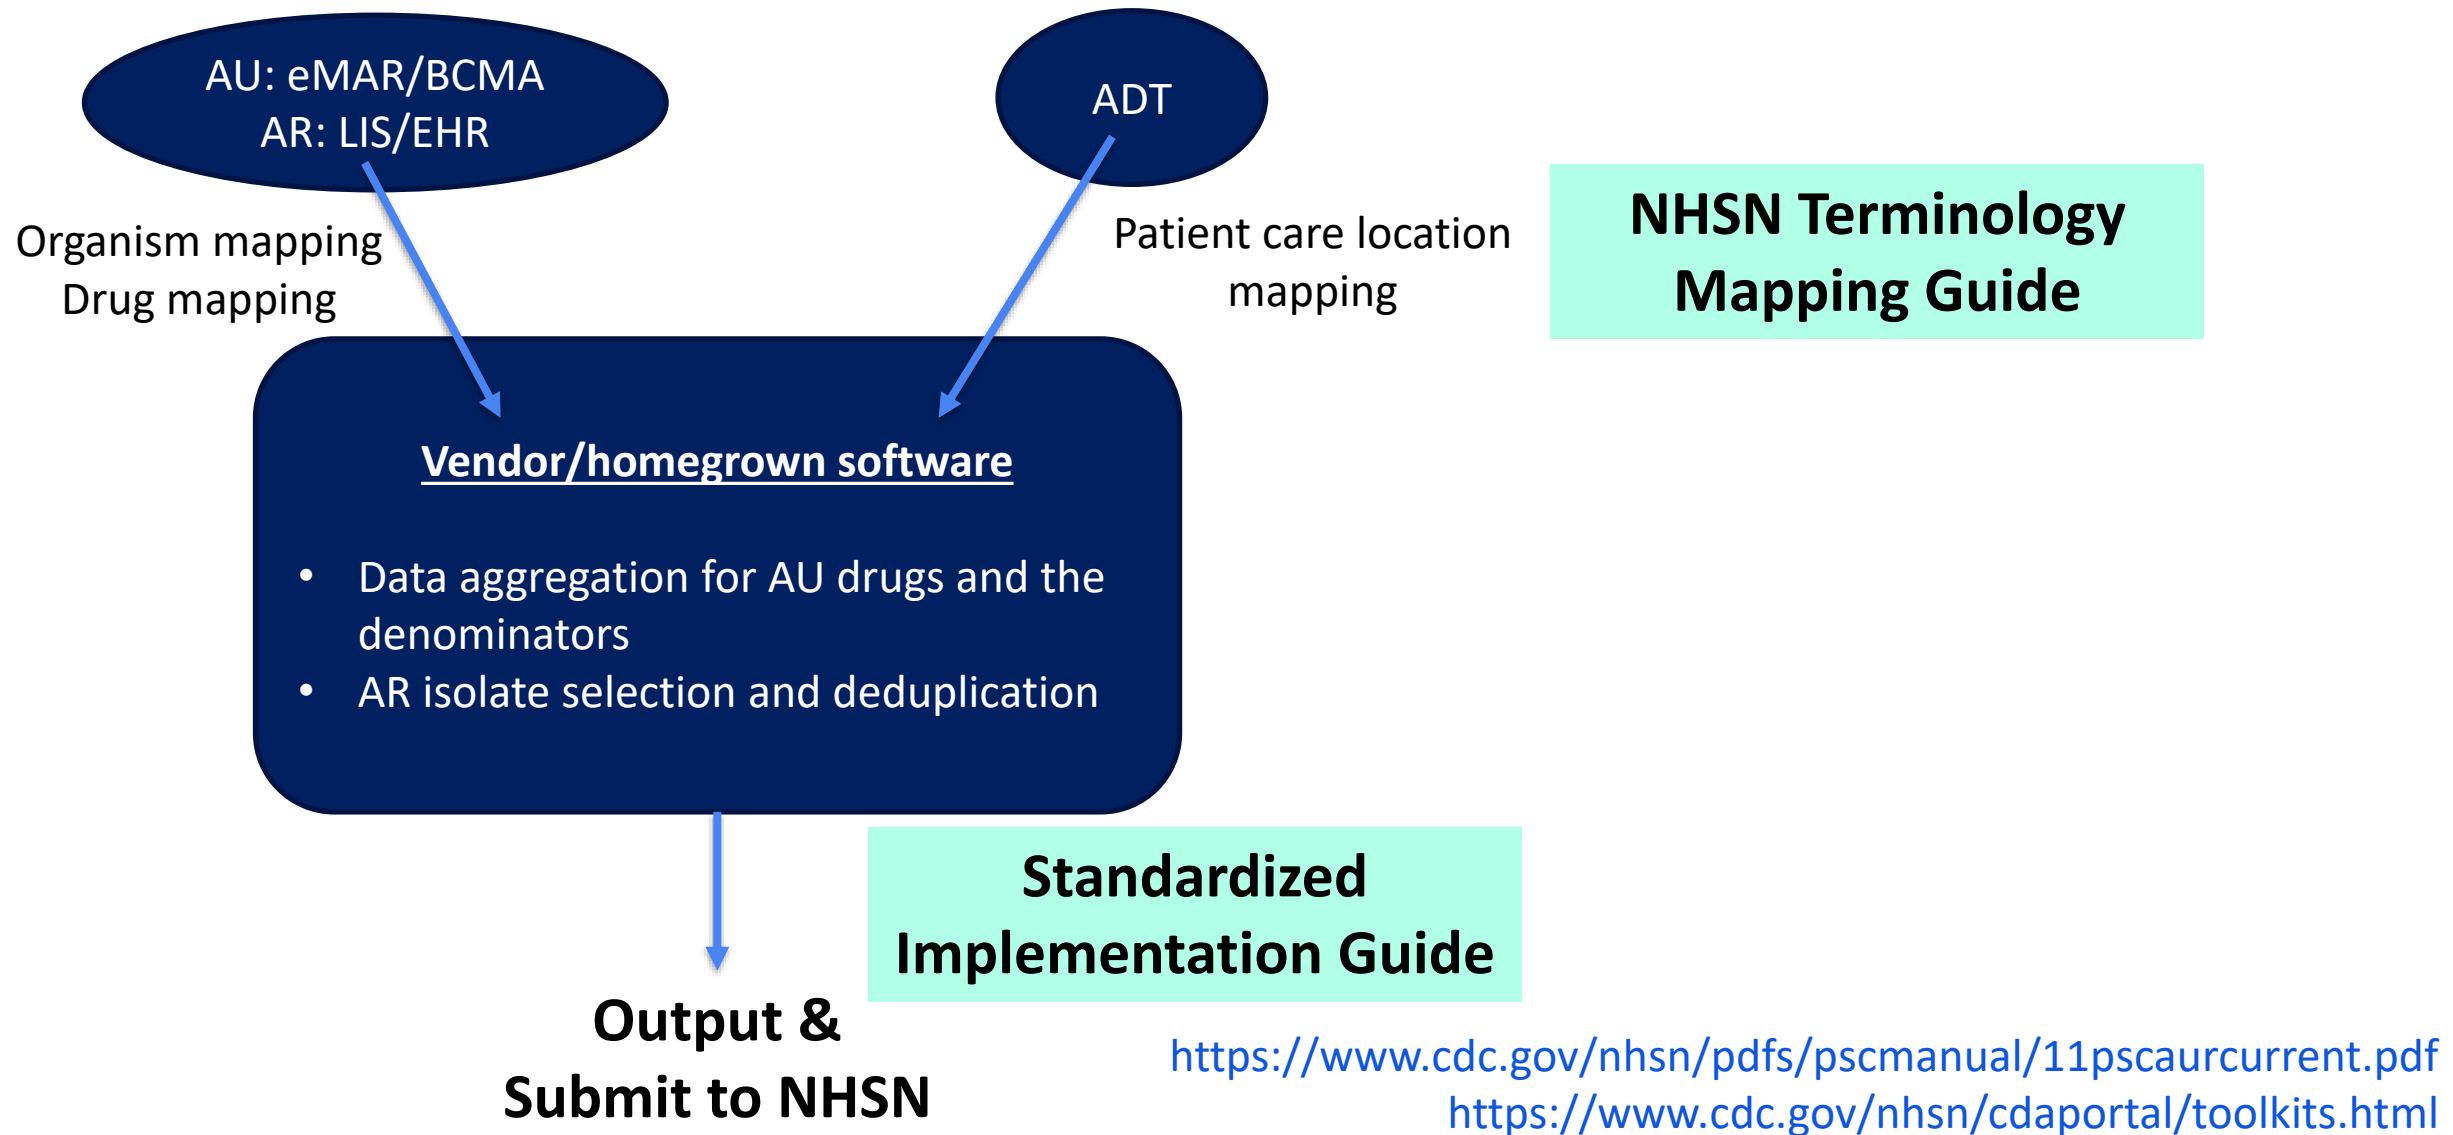 AU: eMAR/BCMA
AR: LIS/EHR
ADT
Organism mapping
Drug mapping
Patient care location
mapping
NHSN Terminology
Mapping Guide
Vendor/homegrown software
• Data aggregation for AU drugs and the
denominators
• AR isolate selection and deduplication
Standardized
Implementation Guide
Output &
Submit to NHSN
https://www.cdc.gov/nhsn/pdfs/pscmanual/11pscaurcurrent.pdf
https://www.cdc.gov/nhsn/cdaportal/toolkits.html